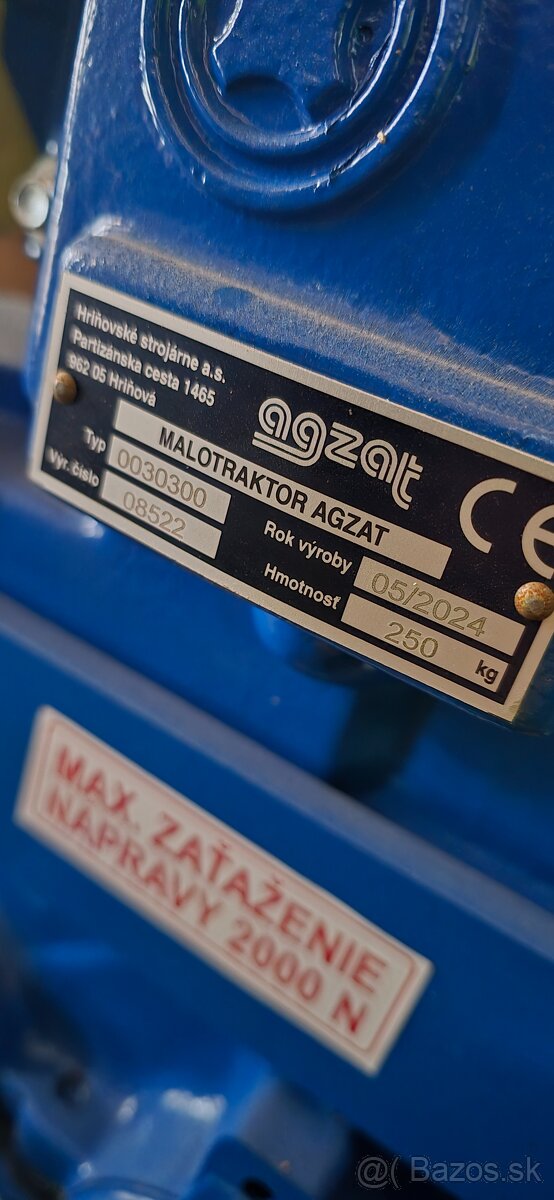 Hriňovské strojárne a.s.
Partizánska cesta 1465
962 05 Hriňová
agzat
CE
MALOTRAKTOR AGZAT
Typ 0030300
Výr. číslo 08522
Rok výroby 05/2024
Hmotnosť 250 kg
MAX. ZAŤAŽENIE
NÁPRAVY 2000 N
@( Bazos.sk